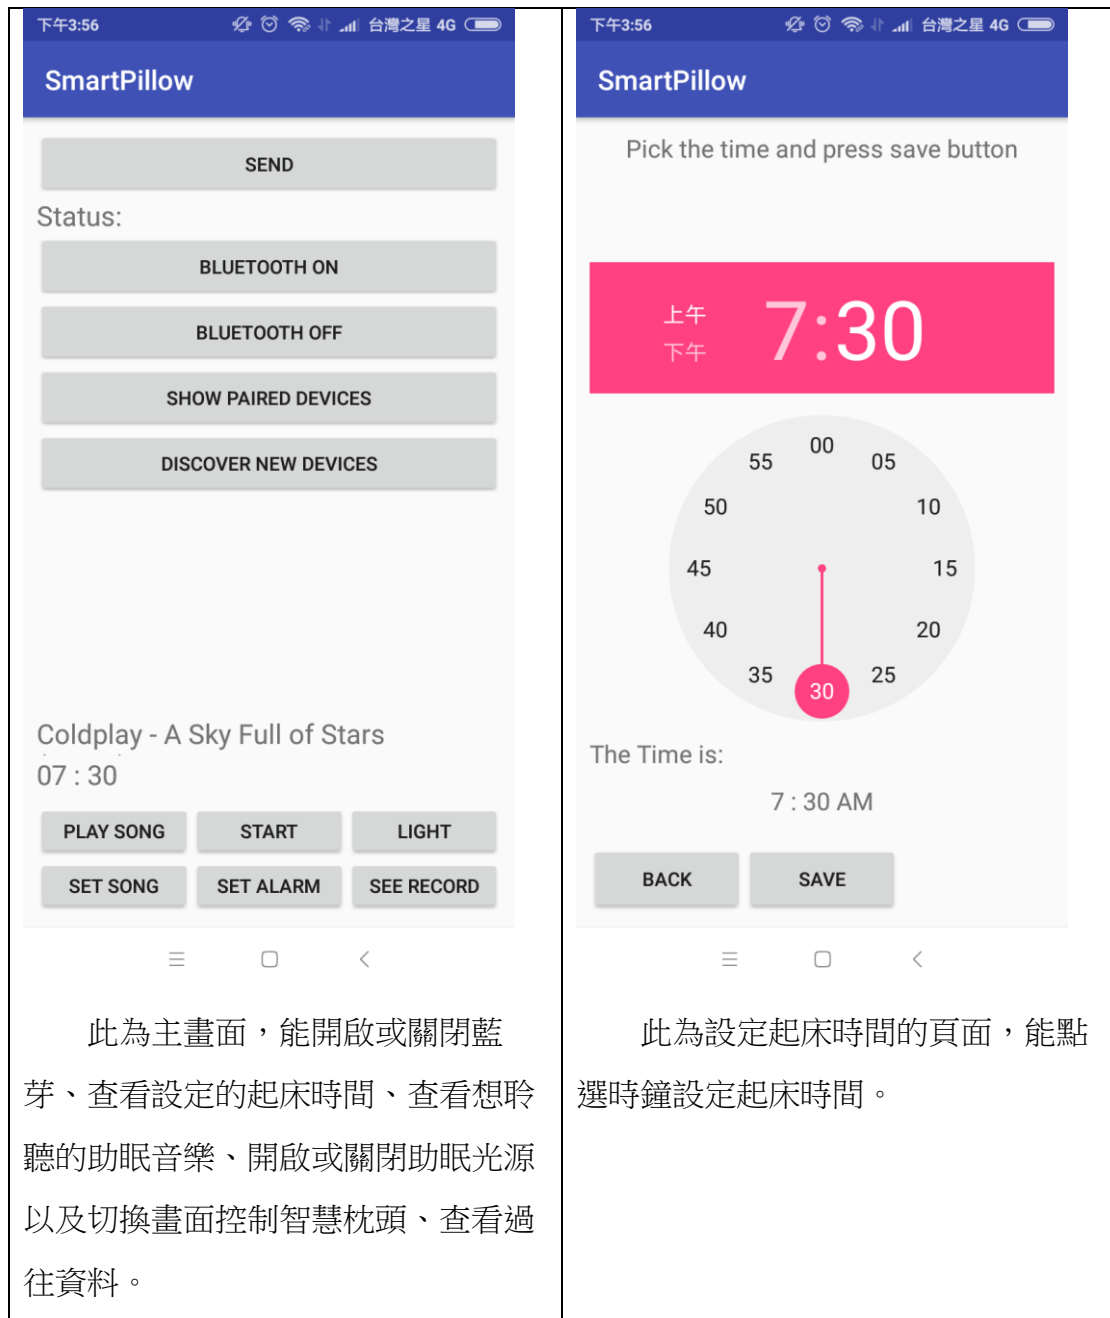 下午3:56 台灣之星 4G
SmartPillow
SEND
Status:
BLUETOOTH ON
BLUETOOTH OFF
SHOW PAIRED DEVICES
DISCOVER NEW DEVICES
Coldplay - A Sky Full of Stars
07 : 30
PLAY SONG START LIGHT
SET SONG SET ALARM SEE RECORD
此為主畫面，能開啟或關閉藍
芽、查看設定的起床時間、查看想聆
聽的助眠音樂、開啟或關閉助眠光源
以及切換畫面控制智慧枕頭、查看過
往資料。
下午3:56 台灣之星 4G
SmartPillow
Pick the time and press save button
上午
下午
7:30
00
55 05
50 10
45 15
40 20
35 25
30
The Time is:
7 : 30 AM
BACK SAVE
此為設定起床時間的頁面，能點
選時鐘設定起床時間。